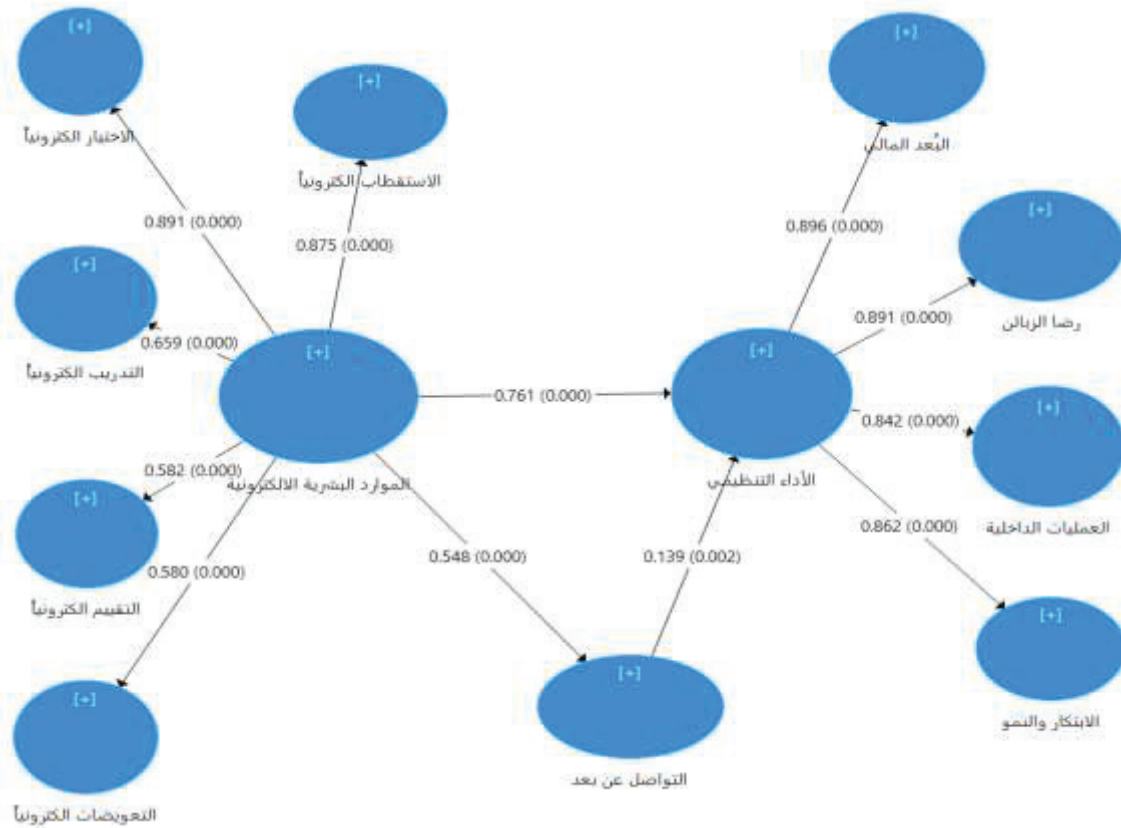 [+]
[+]
[+]
الاختيار الكترونياً
البُعد المالي
الاستقطاب الكترونياً
0.891 (0.000)
0.875 (0.000)
0.896 (0.000)
[+]
[+]
رضا الزبائن
0.891 (0.000)
0.659 (0.000)
[+]
[+]
التدريب الكترونياً
0.761 (0.000)
[+]
0.842 (0.000)
0.582 (0.000)
الموارد البشرية الالكترونية
الأداء التنظيمي
[+]
العمليات الداخلية
0.862 (0.000)
0.548 (0.000)
0.139 (0.002)
0.580 (0.000)
التقييم الكترونياً
[+]
[+]
[+]
الابتكار والنمو
التواصل عن بعد
التعويضات الكترونياً